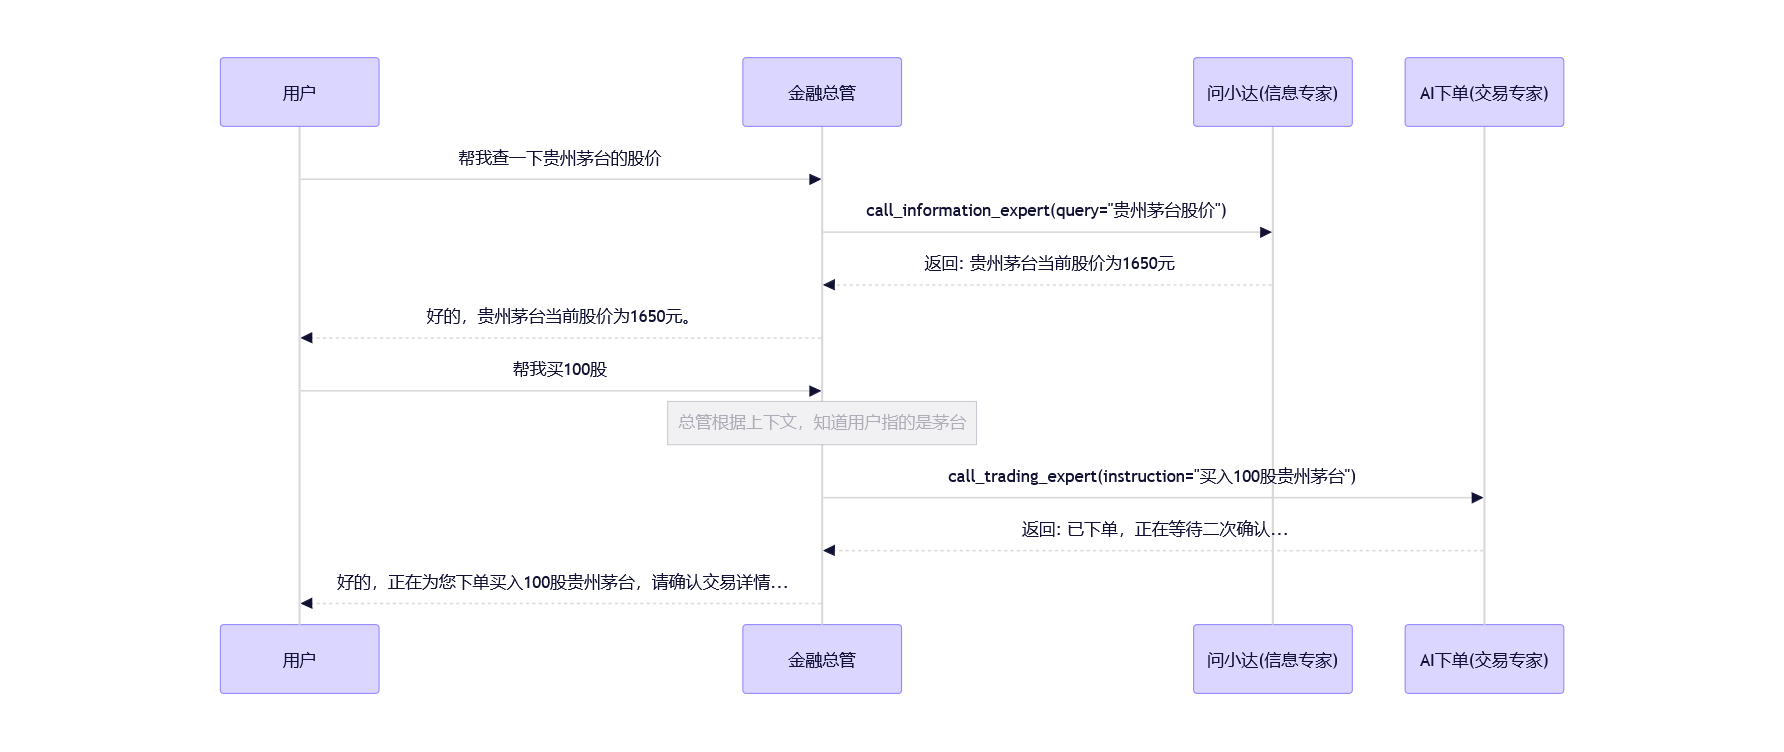 用户
金融总管
问小达(信息专家)
AI下单(交易专家)
帮我查一下贵州茅台的股价
call_information_expert(query="贵州茅台股价")
返回: 贵州茅台当前股价为1650元
好的，贵州茅台当前股价为1650元。
帮我买100股
总管根据上下文，知道用户指的是茅台
call_trading_expert(instruction="买入100股贵州茅台")
返回: 已下单，正在等待二次确认...
好的，正在为您下单买入100股贵州茅台，请确认交易详情...
用户
金融总管
问小达(信息专家)
AI下单(交易专家)